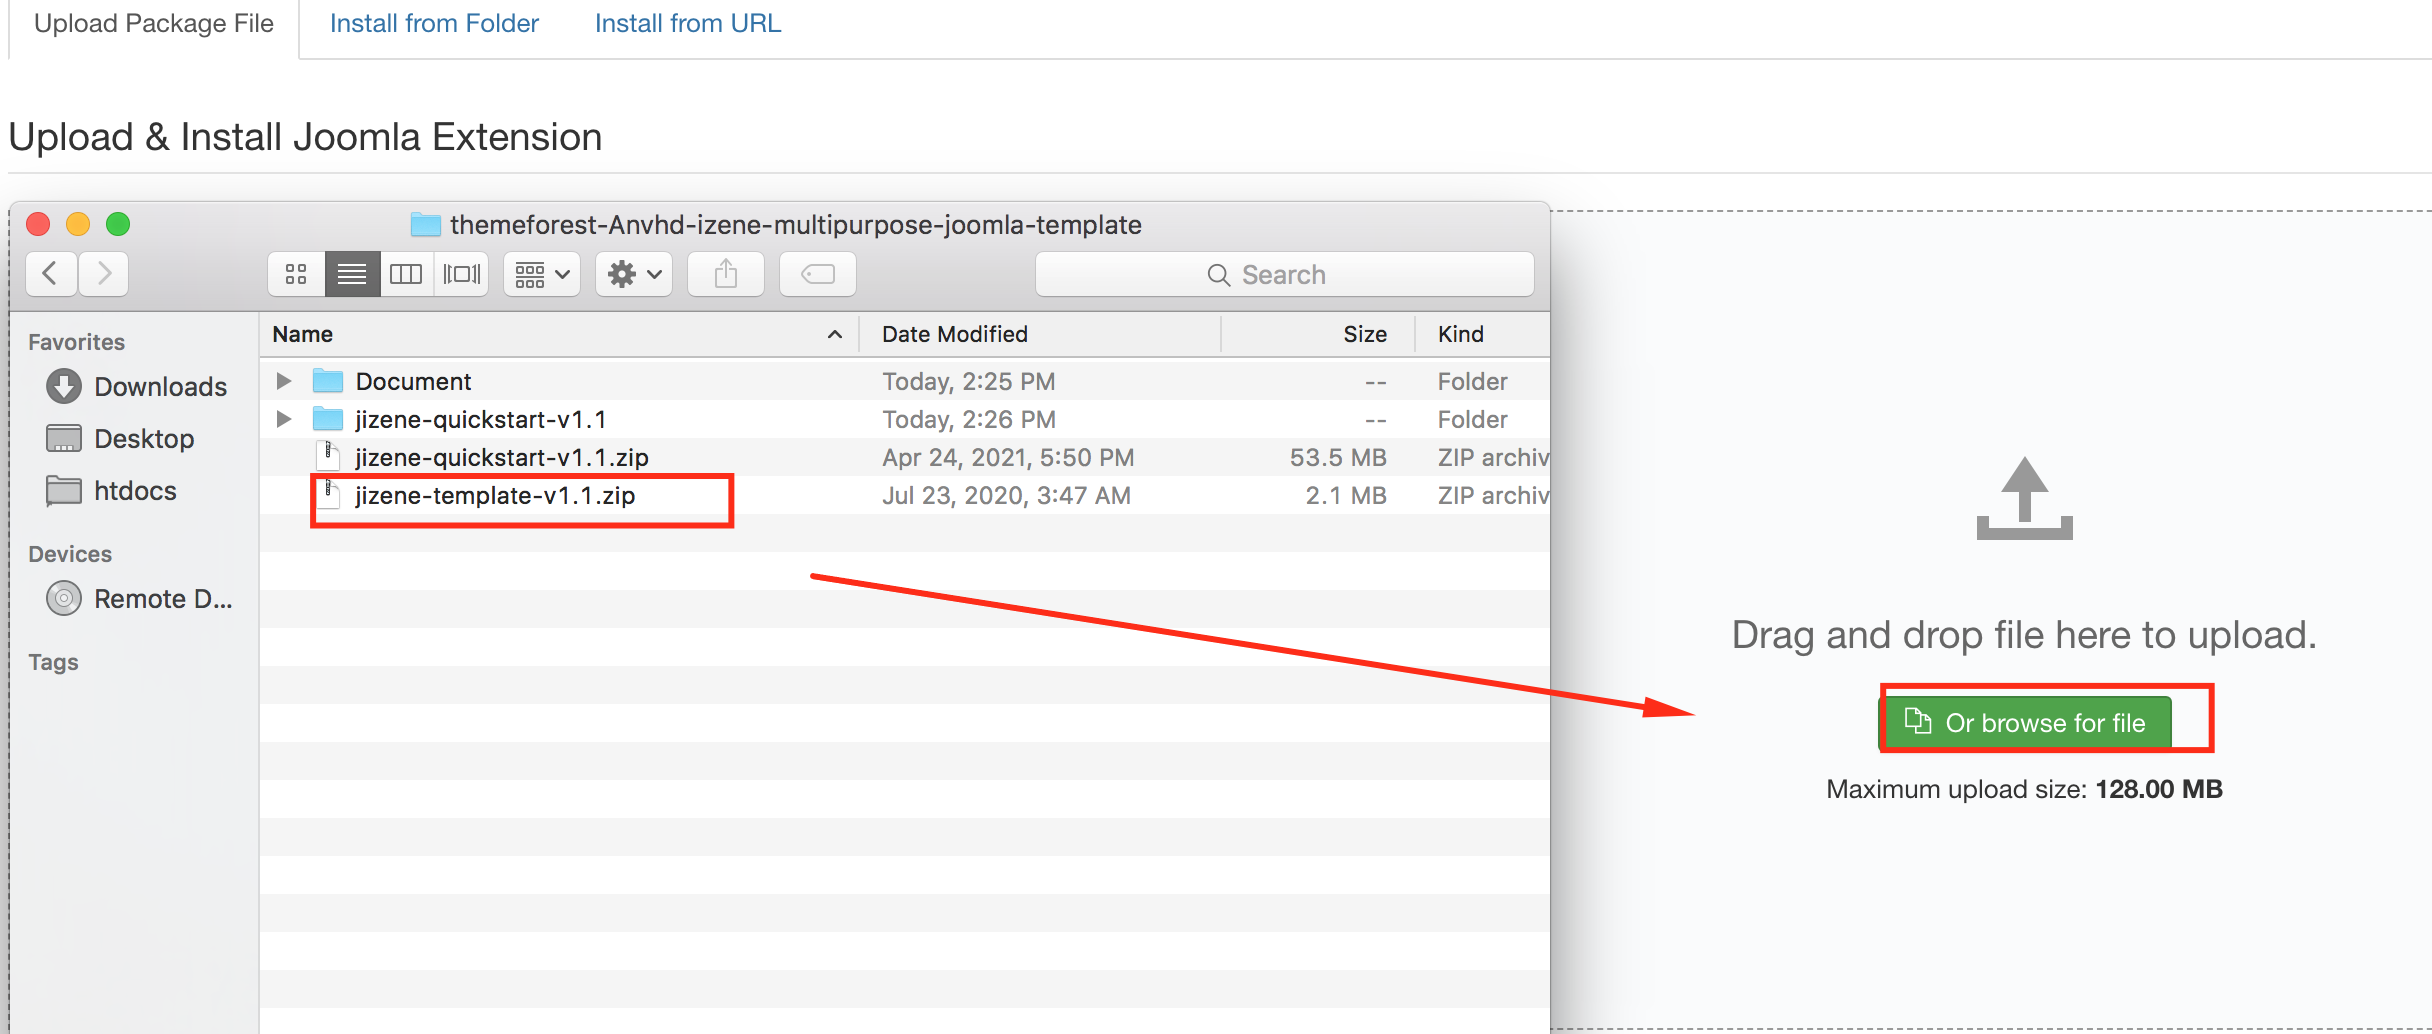 Upload Package File Install from Folder Install from URL
Upload & Install Joomla Extension
themeforest-Anvhd-izene-multipurpose-joomla-template
Search
Favorites
Downloads
Desktop
htdocs
Devices
Remote D...
Tags
Name Date Modified Size Kind
Document Today, 2:25 PM -- Folder
jizene-quickstart-v1.1 Today, 2:26 PM -- Folder
jizene-quickstart-v1.1.zip Apr 24, 2021, 5:50 PM 53.5 MB ZIP archiv
jizene-template-v1.1.zip Jul 23, 2020, 3:47 AM 2.1 MB ZIP archiv
Drag and drop file here to upload.
Or browse for file
Maximum upload size: 128.00 MB